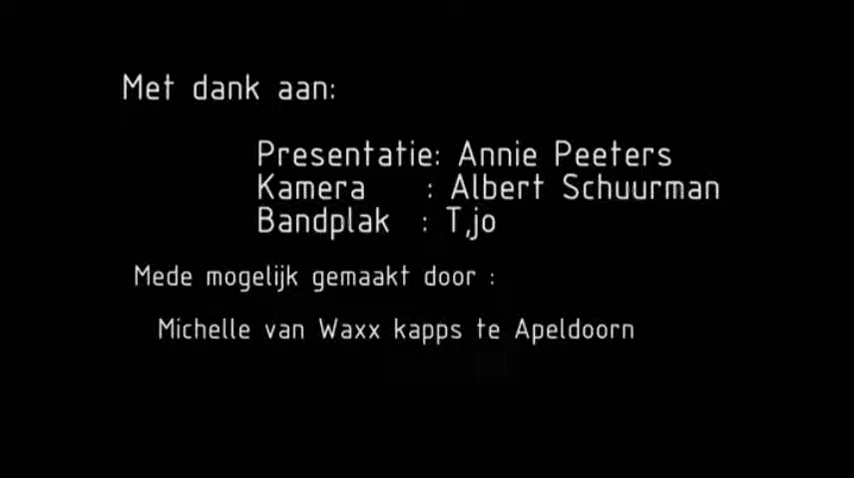 Met dank aan:
Presentatie: Annie Peeters
Kamera : Albert Schuurman
Bandplak : T,jo
Mede mogelijk gemaakt door :
Michelle van Waxx kapps te Apeldoorn